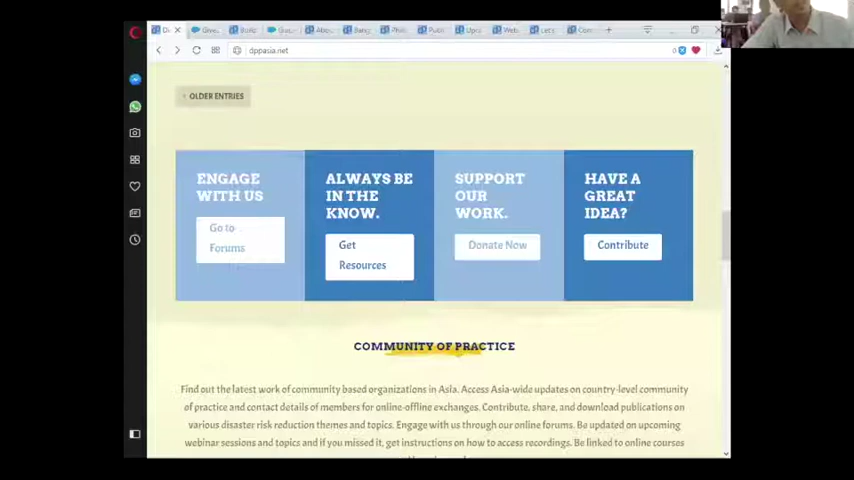 dppasia.net
OLDER ENTRIES
ENGAGE
WITH US
Go to
Forums
ALWAYS BE
IN THE
KNOW.
Get
Resources
SUPPORT
OUR
WORK.
Donate Now
HAVE A
GREAT
IDEA?
Contribute
COMMUNITY OF PRACTICE
Find out the latest work of community based organizations in Asia. Access Asia-wide updates on country-level community
of practice and contact details of members for online-offline exchanges. Contribute, share, and download publications on
various disaster risk reduction themes and topics. Engage with us through our online forums. Be updated on upcoming
webinar sessions and topics and if you missed it, get instructions on how to access recordings. Be linked to online courses